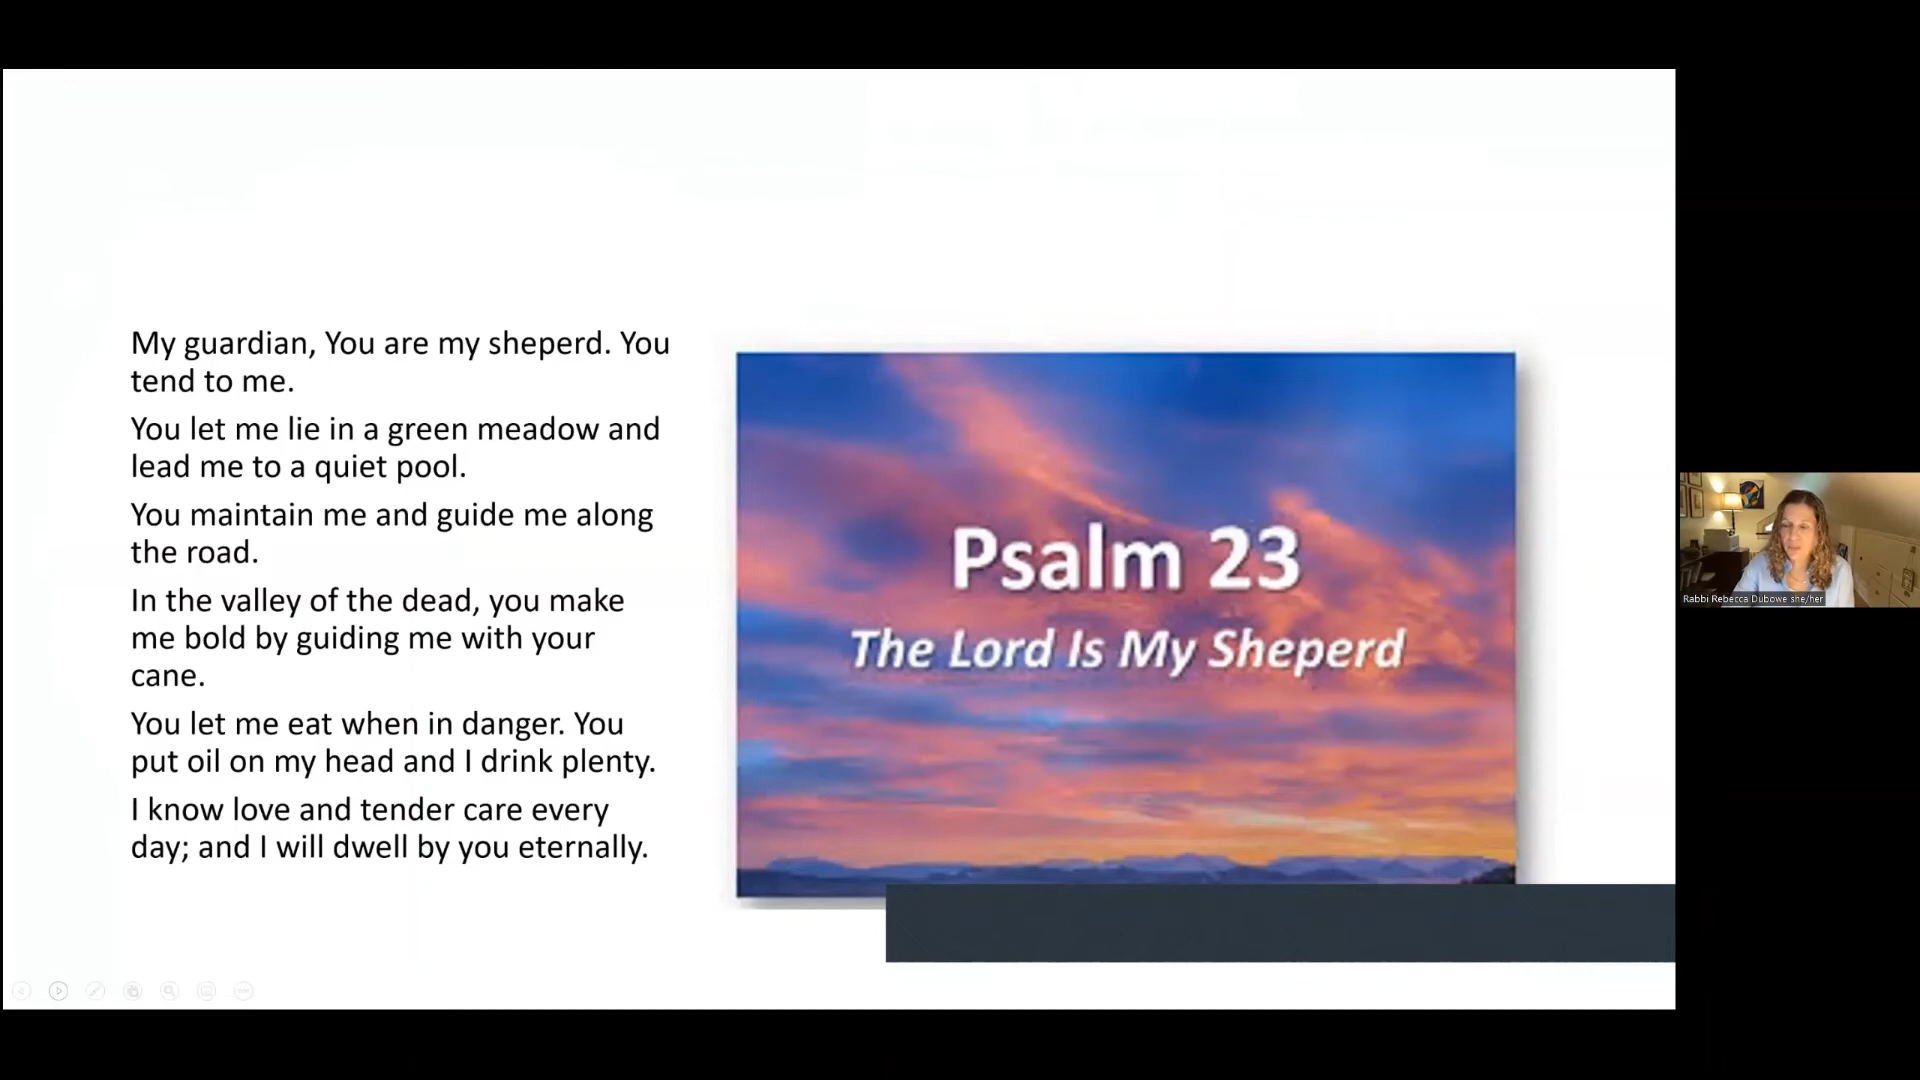 My guardian, You are my sheperd. You
tend to me.
You let me lie in a green meadow and
lead me to a quiet pool.
You maintain me and guide me along
the road.
In the valley of the dead, you make
me bold by guiding me with your
cane.
You let me eat when in danger. You
put oil on my head and I drink plenty.
I know love and tender care every
day; and I will dwell by you eternally.
Psalm 23
The Lord Is My Sheperd
Rabbi Rebecca Dubowe she/her